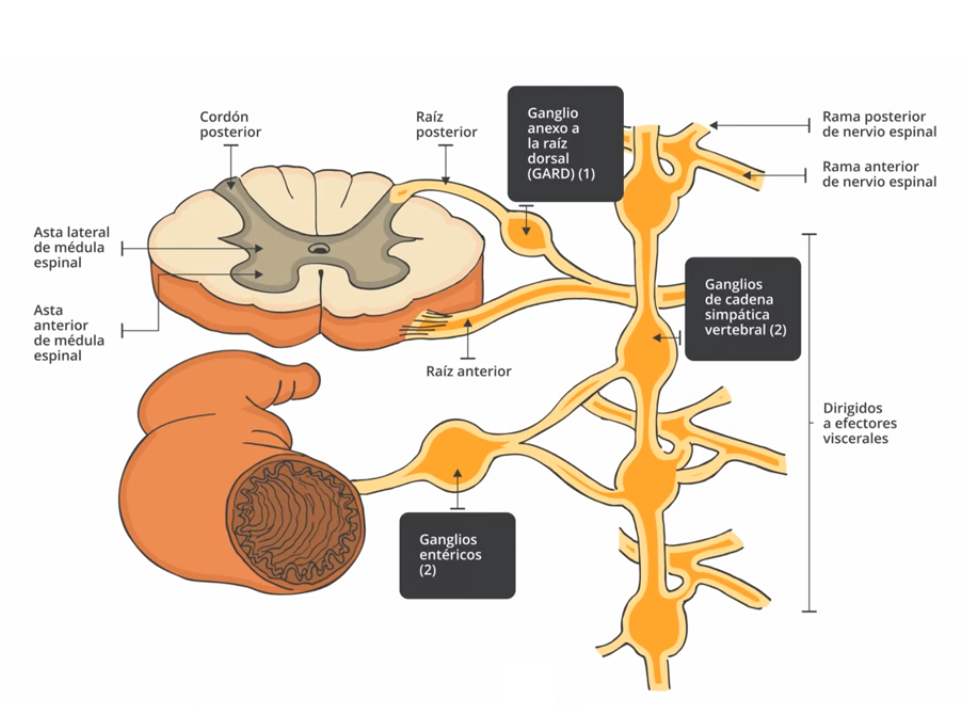 Cordón
posterior
Raíz
posterior
Ganglio
anexo a
la raíz
dorsal
(GARD) (1)
Rama posterior
de nervio espinal
Rama anterior
de nervio espinal
Asta lateral
de médula
espinal
Asta
anterior
de médula
espinal
Ganglios
de cadena
simpática
vertebral (2)
Raíz anterior
Dirigidos
a efectores
viscerales
Ganglios
entéricos
(2)